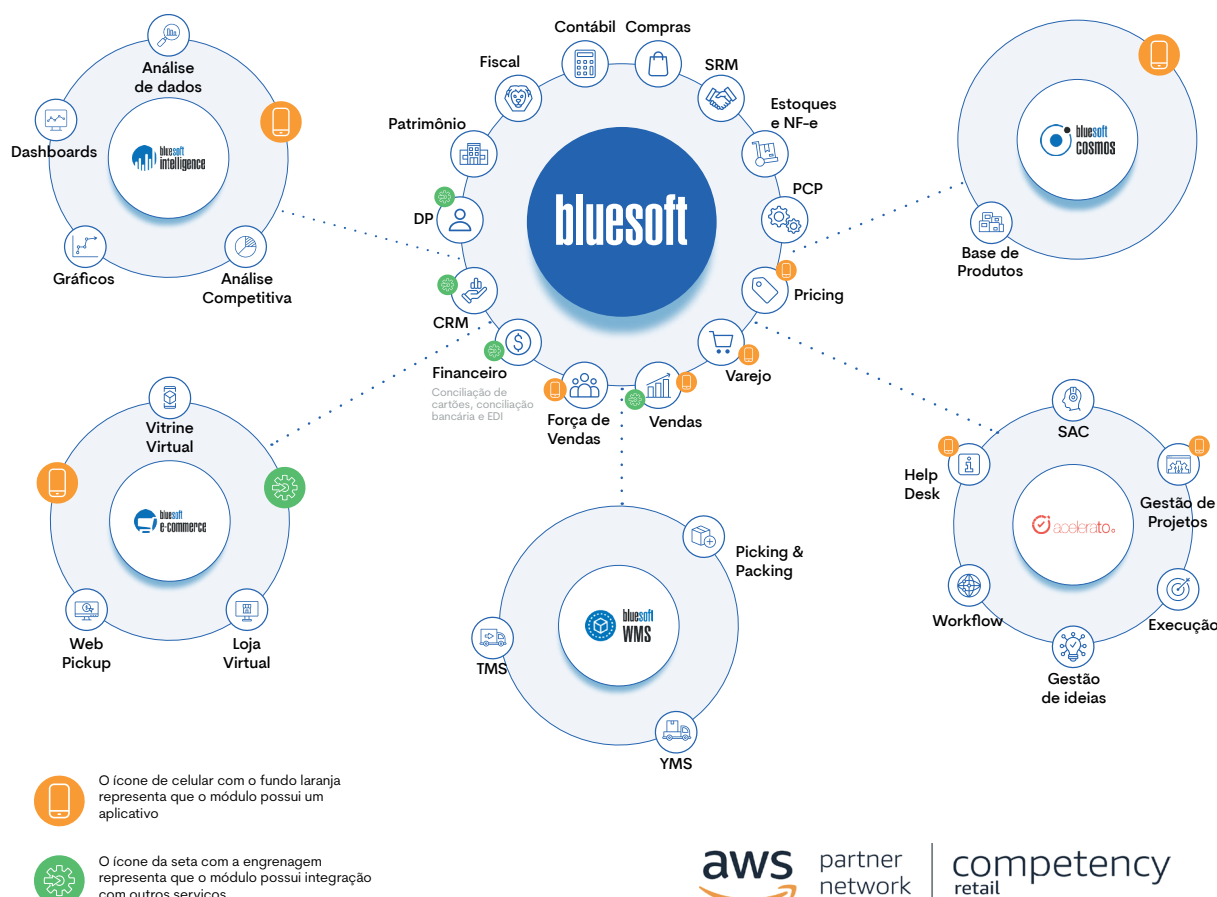 Análise
de dados
Dashboards
bluesoft
intelligence
Gráficos
Análise
Competitiva
Contábil
Compras
Fiscal
SRM
Patrimônio
Estoques
e NF-e
DP
PCP
bluesoft
CRM
Pricing
Financeiro
Conciliação de
cartões, conciliação
bancária e EDI
Varejo
Força de
Vendas
Vendas
bluesoft
cosmos
Base de
Produtos
Vitrine
Virtual
bluesoft
e-commerce
Web
Pickup
Loja
Virtual
Picking &
Packing
bluesoft
WMS
TMS
YMS
SAC
Help
Desk
Gestão de
Projetos
acelerato
Workflow
Execução
Gestão
de ideias
O ícone de celular com o fundo laranja
representa que o módulo possui um
aplicativo
O ícone da seta com a engrenagem
representa que o módulo possui integração
com outros serviços
aws
partner
network
competency
retail